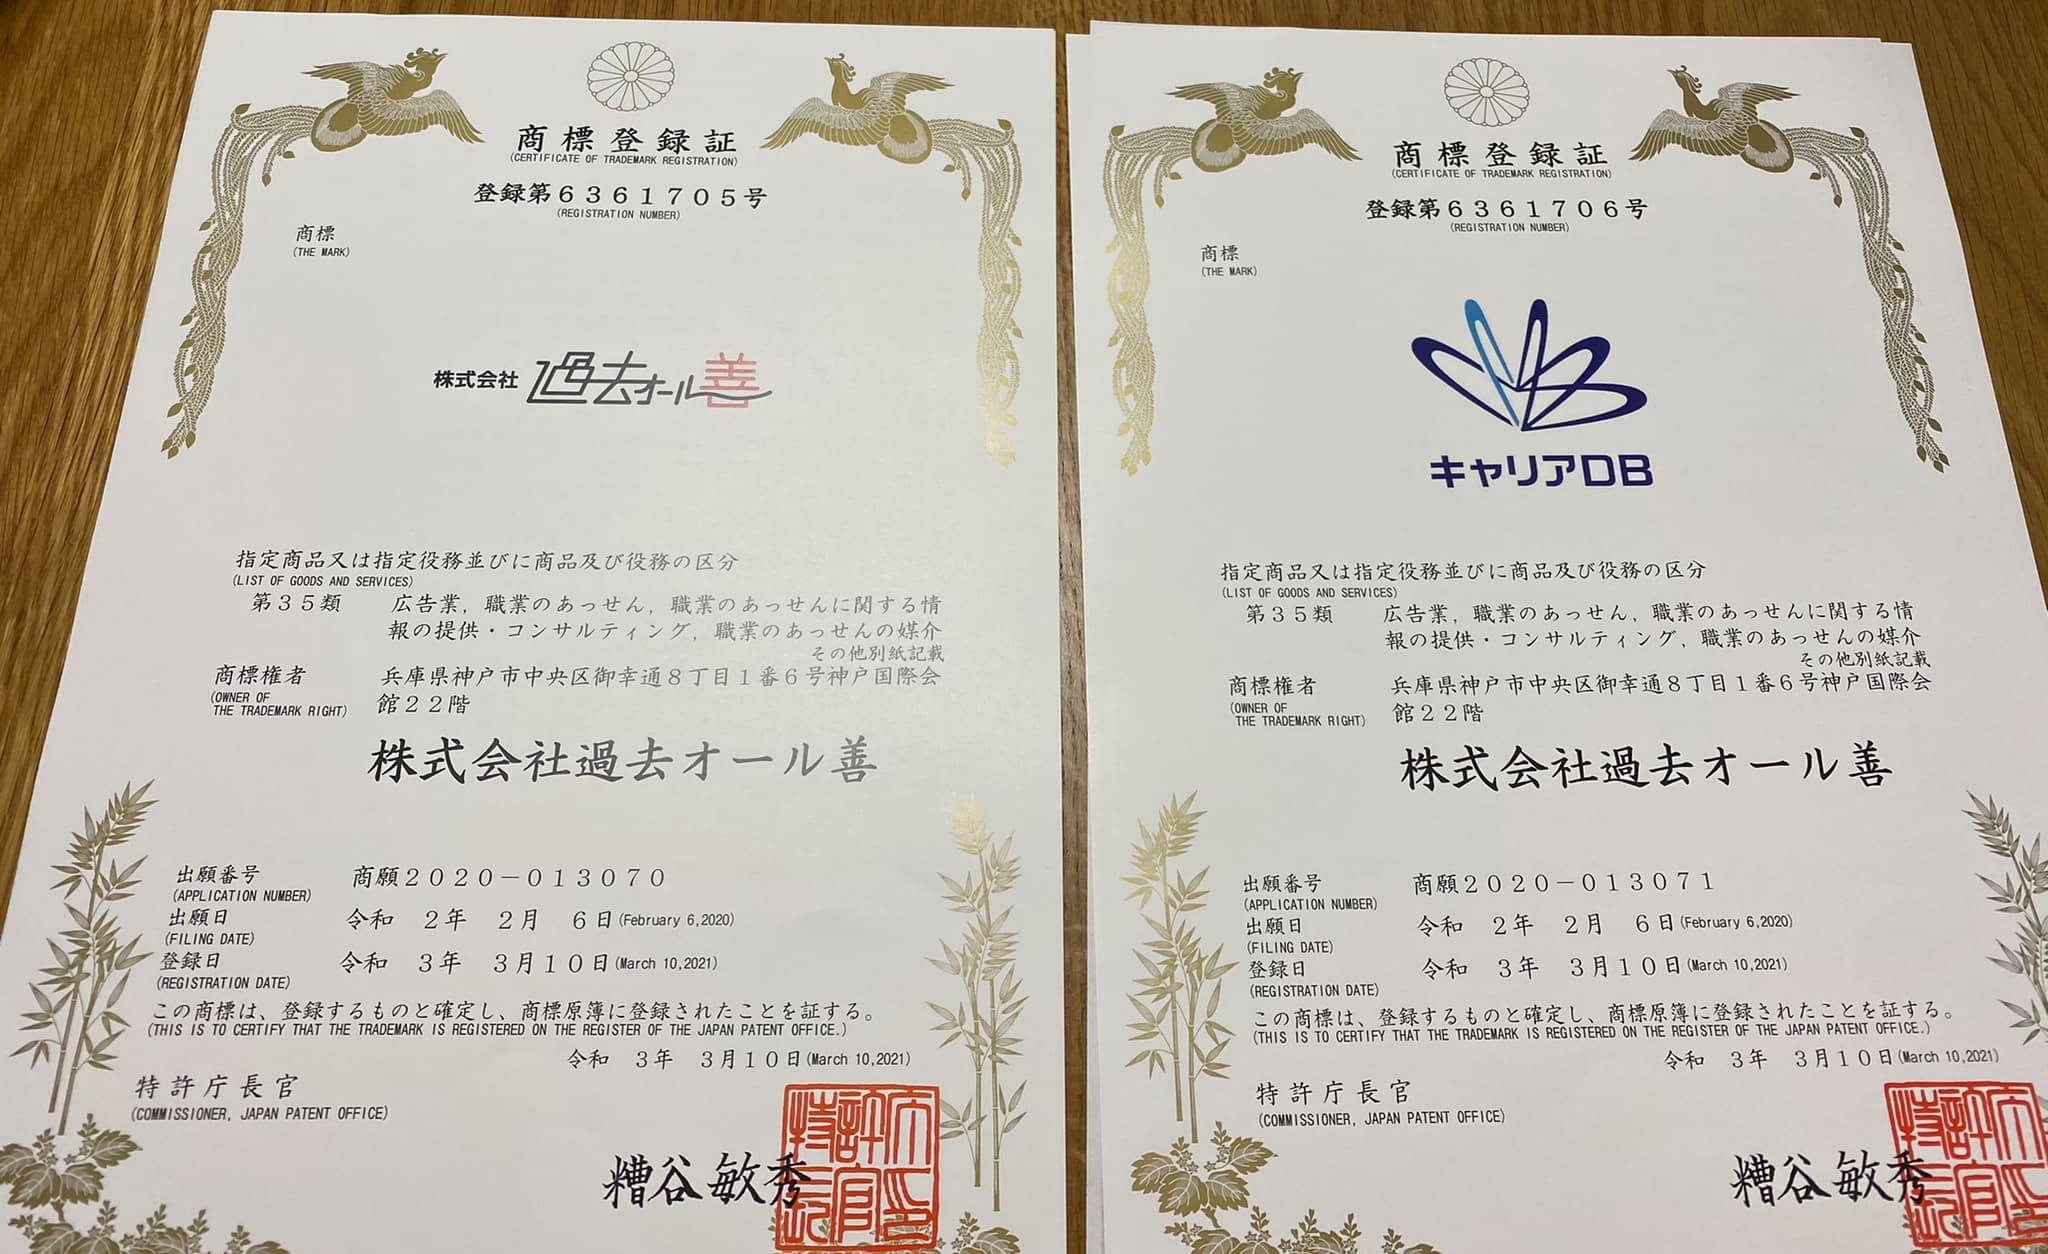 商標登録証
(CERTIFICATE OF TRADEMARK REGISTRATION)
登録第6361705号
(REGISTRATION NUMBER)
商標
(THE MARK)
株式会社 過去オール善
指定商品又は指定役務並びに商品及び役務の区分
(LIST OF GOODS AND SERVICES)
第35類 広告業，職業のあっせん，職業のあっせんに関する情
報の提供・コンサルティング，職業のあっせんの媒介
その他別紙記載
商標権者 兵庫県神戸市中央区御幸通8丁目1番6号神戸国際会
(OWNER OF THE TRADEMARK RIGHT) 館22階
株式会社過去オール善
出願番号 商願2020-013070
(APPLICATION NUMBER)
出願日 令和 2年 2月 6日(February 6,2020)
(FILING DATE)
登録日 令和 3年 3月10日(March 10,2021)
(REGISTRATION DATE)
この商標は、登録するものと確定し、商標原簿に登録されたことを証する。
(THIS IS TO CERTIFY THAT THE TRADEMARK IS REGISTERED ON THE REGISTER OF THE JAPAN PATENT OFFICE.)
令和 3年 3月10日(March 10,2021)
特許庁長官
(COMMISSIONER, JAPAN PATENT OFFICE)
糟谷敏秀
特許庁長官之印
商標登録証
(CERTIFICATE OF TRADEMARK REGISTRATION)
登録第6361706号
(REGISTRATION NUMBER)
商標
(THE MARK)
キャリアDB
指定商品又は指定役務並びに商品及び役務の区分
(LIST OF GOODS AND SERVICES)
第35類 広告業，職業のあっせん，職業のあっせんに関する情
報の提供・コンサルティング，職業のあっせんの媒介
その他別紙記載
商標権者 兵庫県神戸市中央区御幸通8丁目1番6号神戸国際会
(OWNER OF THE TRADEMARK RIGHT) 館22階
株式会社過去オール善
出願番号 商願2020-013071
(APPLICATION NUMBER)
出願日 令和 2年 2月 6日(February 6,2020)
(FILING DATE)
登録日 令和 3年 3月10日(March 10,2021)
(REGISTRATION DATE)
この商標は、登録するものと確定し、商標原簿に登録されたことを証する。
(THIS IS TO CERTIFY THAT THE TRADEMARK IS REGISTERED ON THE REGISTER OF THE JAPAN PATENT OFFICE.)
令和 3年 3月10日(March 10,2021)
特許庁長官
(COMMISSIONER, JAPAN PATENT OFFICE)
糟谷敏秀